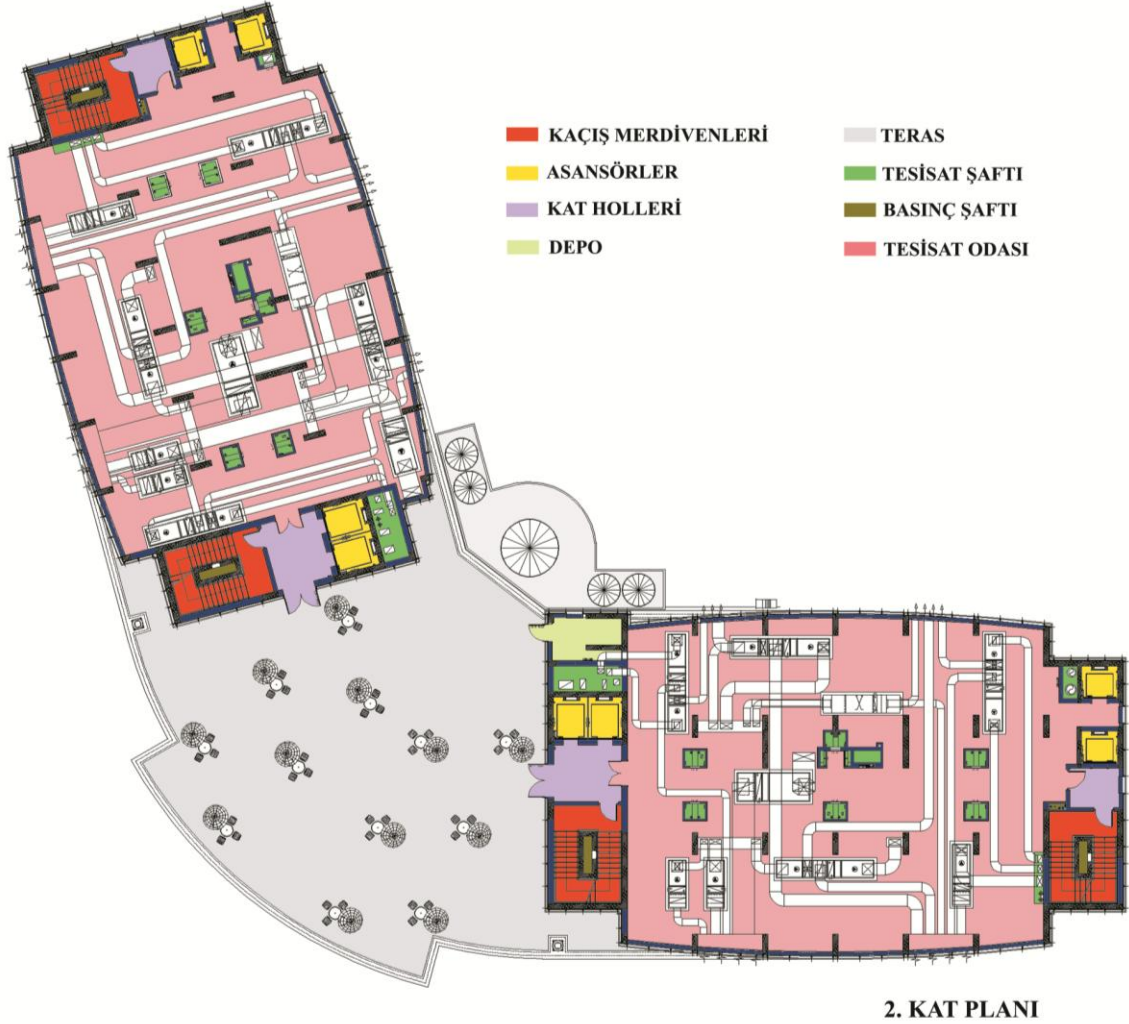 KAÇIŞ MERDİVENLERİ
ASANSÖRLER
KAT HOLLERİ
DEPO
TERAS
TESİSAT ŞAFTI
BASINÇ ŞAFTI
TESİSAT ODASI
2. KAT PLANI